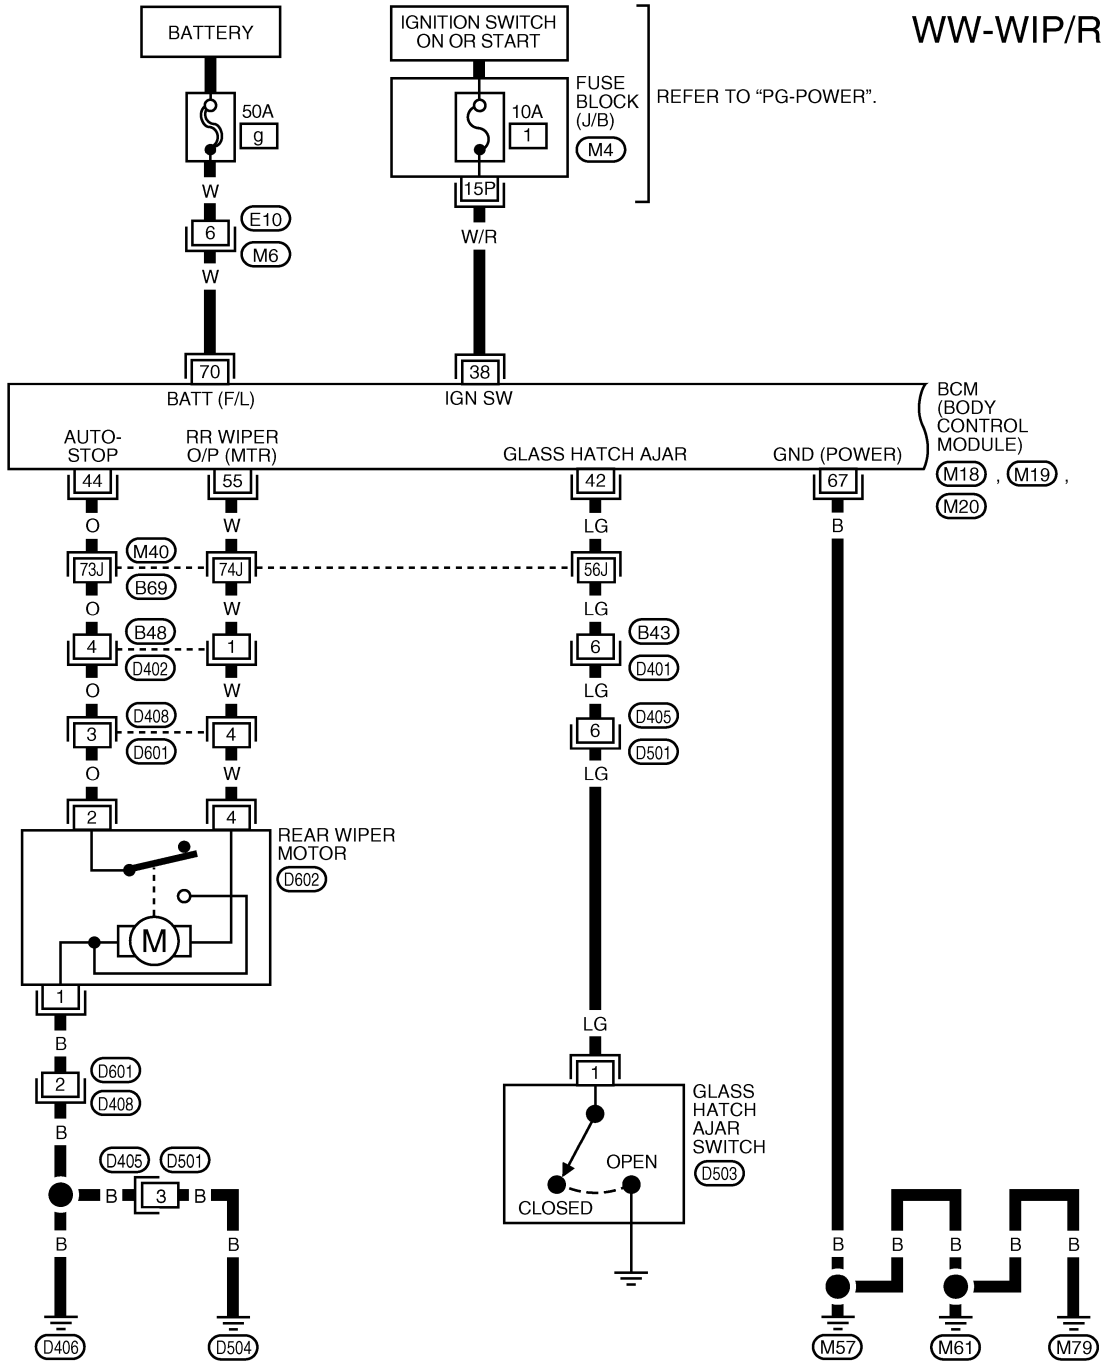 WW-WIP/R
BATTERY
IGNITION SWITCH
ON OR START
FUSE
BLOCK
(J/B)
M4
REFER TO “PG-POWER”.
50A
g
10A
1
15P
W
W/R
E10
6
M6
W
70
38
BATT (F/L)
IGN SW
BCM
(BODY
CONTROL
MODULE)
M18 , M19 ,
M20
AUTO-
STOP
RR WIPER
O/P (MTR)
GLASS HATCH AJAR
GND (POWER)
44
55
42
67
O
W
LG
B
M40
73J
74J
56J
B69
O
W
LG
B48
B43
4
1
6
D402
D401
O
W
LG
D408
D405
3
4
6
D601
D501
O
W
LG
2
4
REAR WIPER
MOTOR
D602
M
1
B
D601
2
D408
B
D405
D501
B
3
B
B
B
D406
D504
LG
1
GLASS
HATCH
AJAR
SWITCH
D503
OPEN
CLOSED
B
B
B
B
B
M57
M61
M79